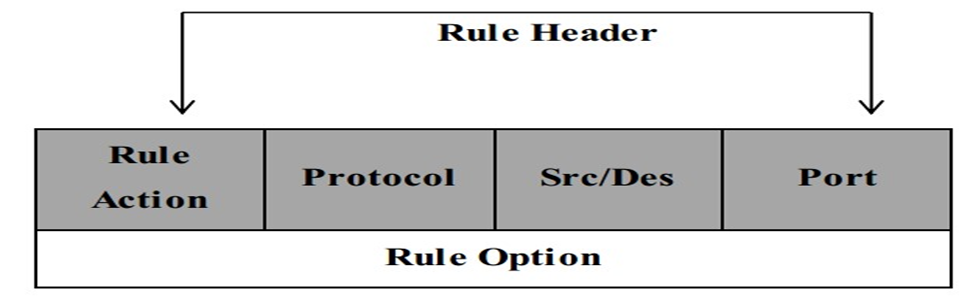 Rule Header
Rule
Action
Protocol
Src/Des
Port
Rule Option